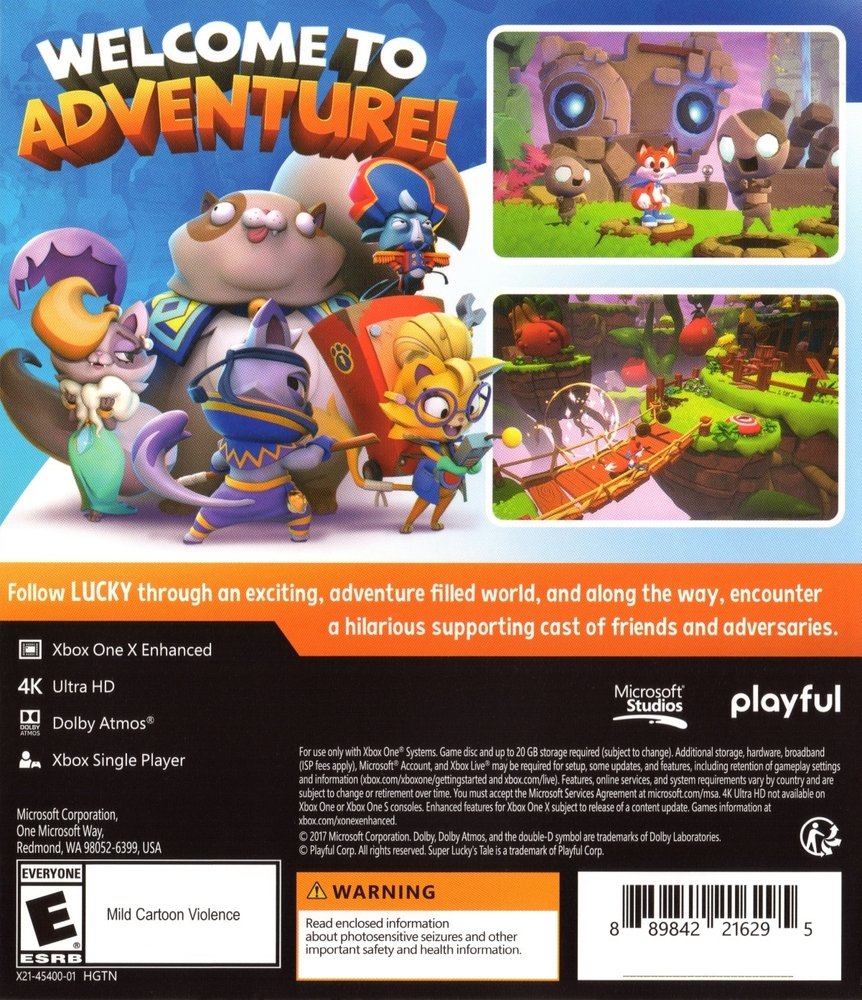 WELCOME TO
ADVENTURE!
Follow LUCKY through an exciting, adventure filled world, and along the way, encounter
a hilarious supporting cast of friends and adversaries.
Xbox One X Enhanced
4K Ultra HD
DOLBY
ATMOS
Dolby Atmos®
Xbox Single Player
Microsoft®
Studios
playful
For use only with Xbox One® Systems. Game disc and up to 20 GB storage required (subject to change). Additional storage, hardware, broadband
(ISP fees apply), Microsoft® Account, and Xbox Live® may be required for setup, some updates, and features, including retention of gameplay settings
and information (xbox.com/xboxone/gettingstarted and xbox.com/live). Features, online services, and system requirements vary by country and are
subject to change or retirement over time. You must accept the Microsoft Services Agreement at microsoft.com/msa. 4K Ultra HD not available on
Xbox One or Xbox One S consoles. Enhanced features for Xbox One X subject to release of a content update. Games information at
xbox.com/xonexenhanced.
© 2017 Microsoft Corporation. Dolby, Dolby Atmos, and the double-D symbol are trademarks of Dolby Laboratories.
© Playful Corp. All rights reserved. Super Lucky's Tale is a trademark of Playful Corp.
Microsoft Corporation,
One Microsoft Way,
Redmond, WA 98052-6399, USA
EVERYONE
E
ESRB
Mild Cartoon Violence
X21-45400-01 HGTN
WARNING
Read enclosed information
about photosensitive seizures and other
important safety and health information.
8 89842 21629 5